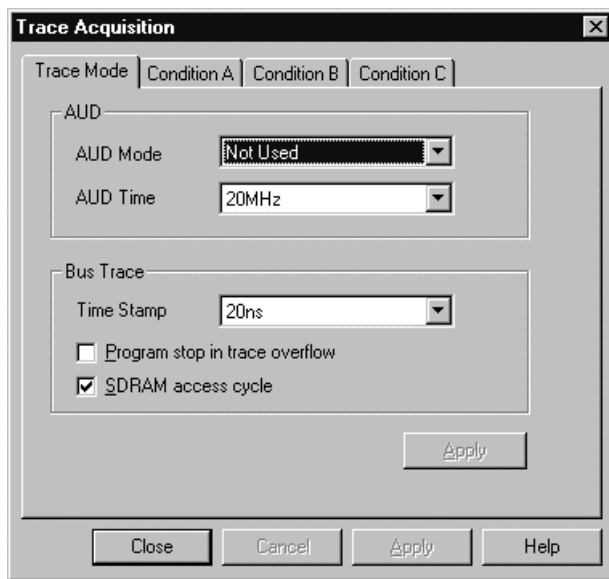 Trace Acquisition
Trace Mode Condition A Condition B Condition C
AUD
AUD Mode Not Used
AUD Time 20MHz
Bus Trace
Time Stamp 20ns
Program stop in trace overflow
SDRAM access cycle
Apply
Close Cancel Apply Help